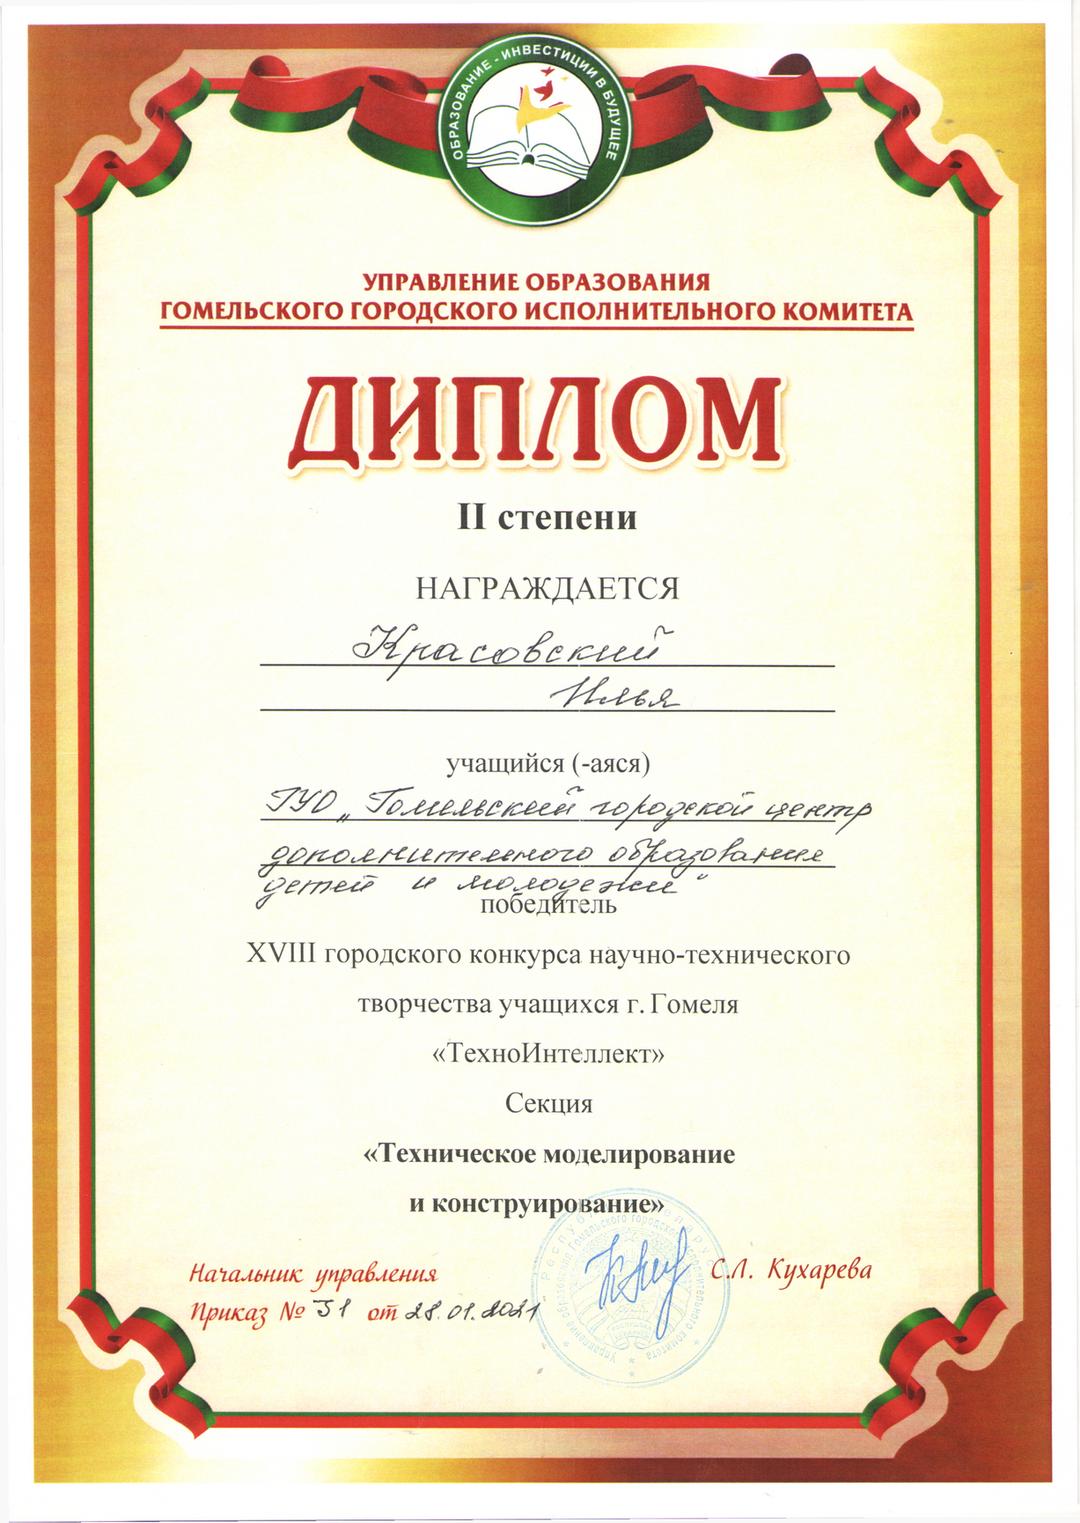 ОБРАЗОВАНИЕ - ИНВЕСТИЦИИ В БУДУЩЕЕ
УПРАВЛЕНИЕ ОБРАЗОВАНИЯ
ГОМЕЛЬСКОГО ГОРОДСКОГО ИСПОЛНИТЕЛЬНОГО КОМИТЕТА
ДИПЛОМ
II степени
НАГРАЖДАЕТСЯ
Красовский
Илья
учащийся (-аяся)
ГУО „Гомельский городской центр
дополнительного образования
детей и молодежи"
победитель
XVIII городского конкурса научно-технического
творчества учащихся г. Гомеля
«ТехноИнтеллект»
Секция
«Техническое моделирование
и конструирование»
Начальник управления С.Л. Кухарева
Приказ № 31 от 28.01.2021